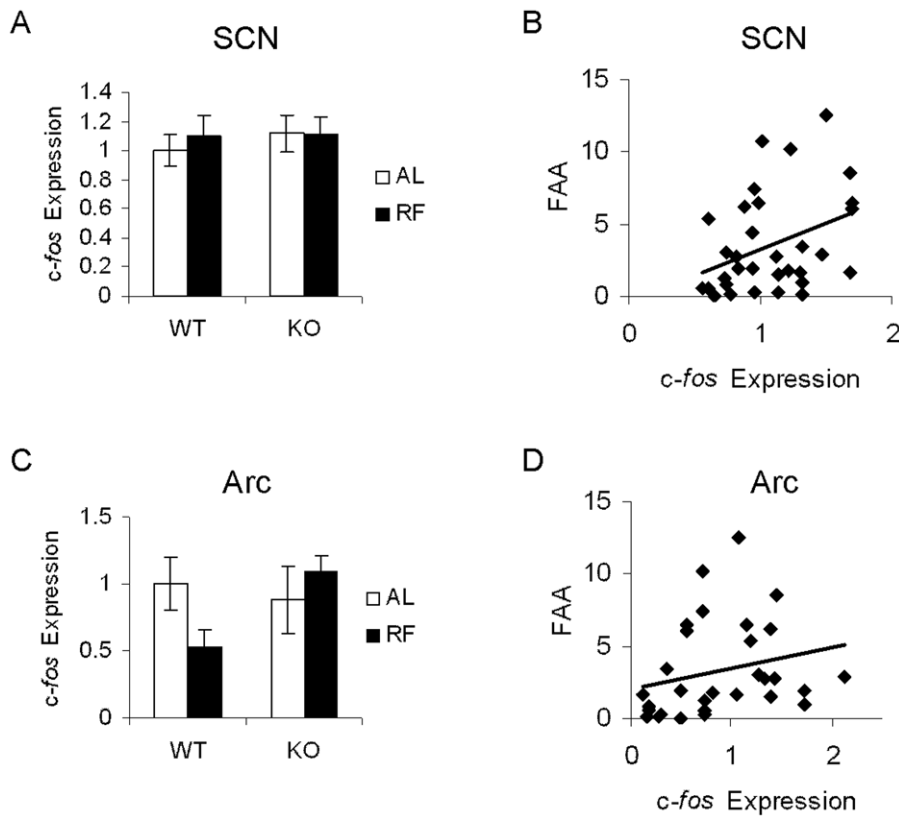 A
SCN
c-fos Expression
1.4
1.2
1
0.8
0.6
0.4
0.2
0
WT
KO
AL
RF
B
SCN
FAA
15
10
5
0
0
1
2
c-fos Expression
C
Arc
c-fos Expression
1.5
1
0.5
0
WT
KO
AL
RF
D
Arc
FAA
15
10
5
0
0
1
2
c-fos Expression